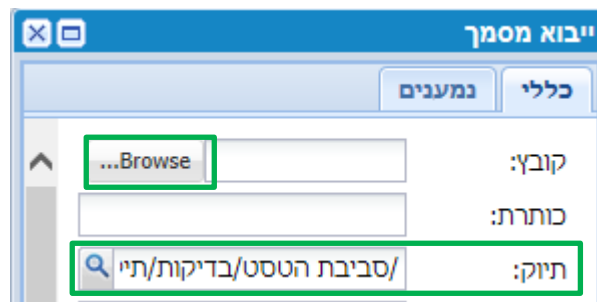 ייבוא מסמך
כללי נמענים
קובץ: Browse...
כותרת:
תיוק: /סביבת הטסט/בדיקות/תיי